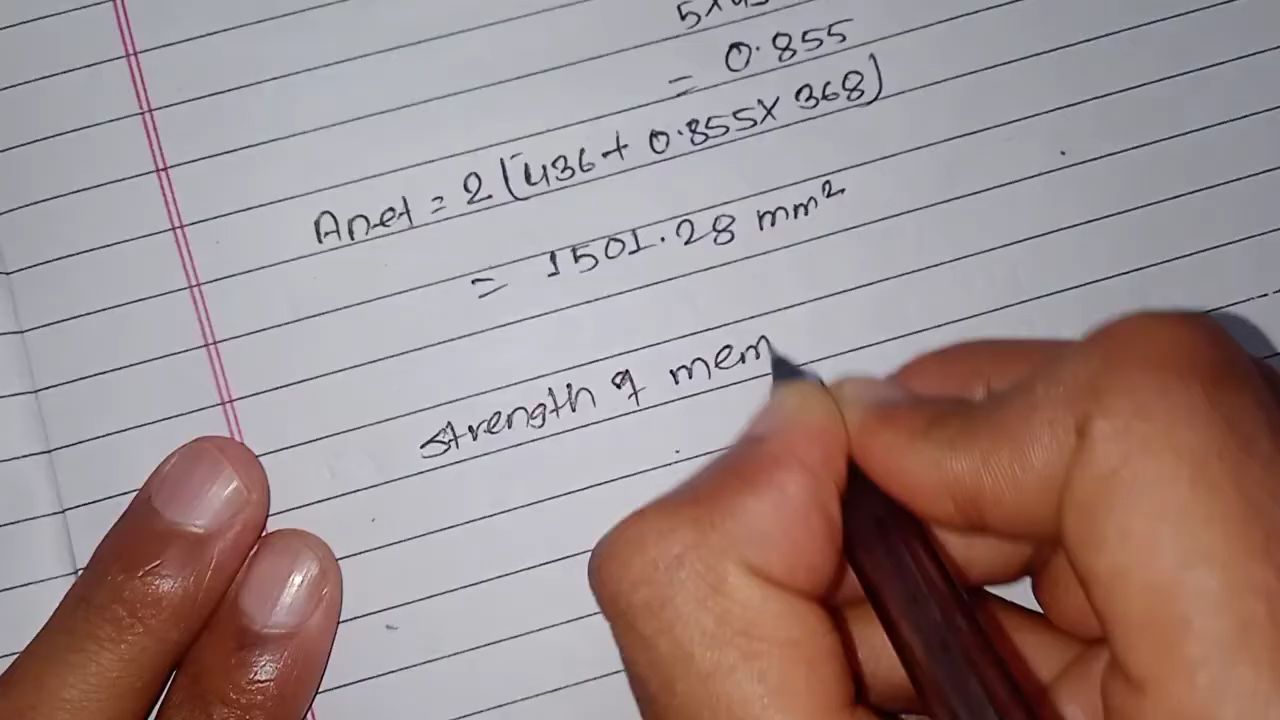 = 0.855
Anet = 2 (436 + 0.855 × 368)
= 1501.28 mm²
strength of mem